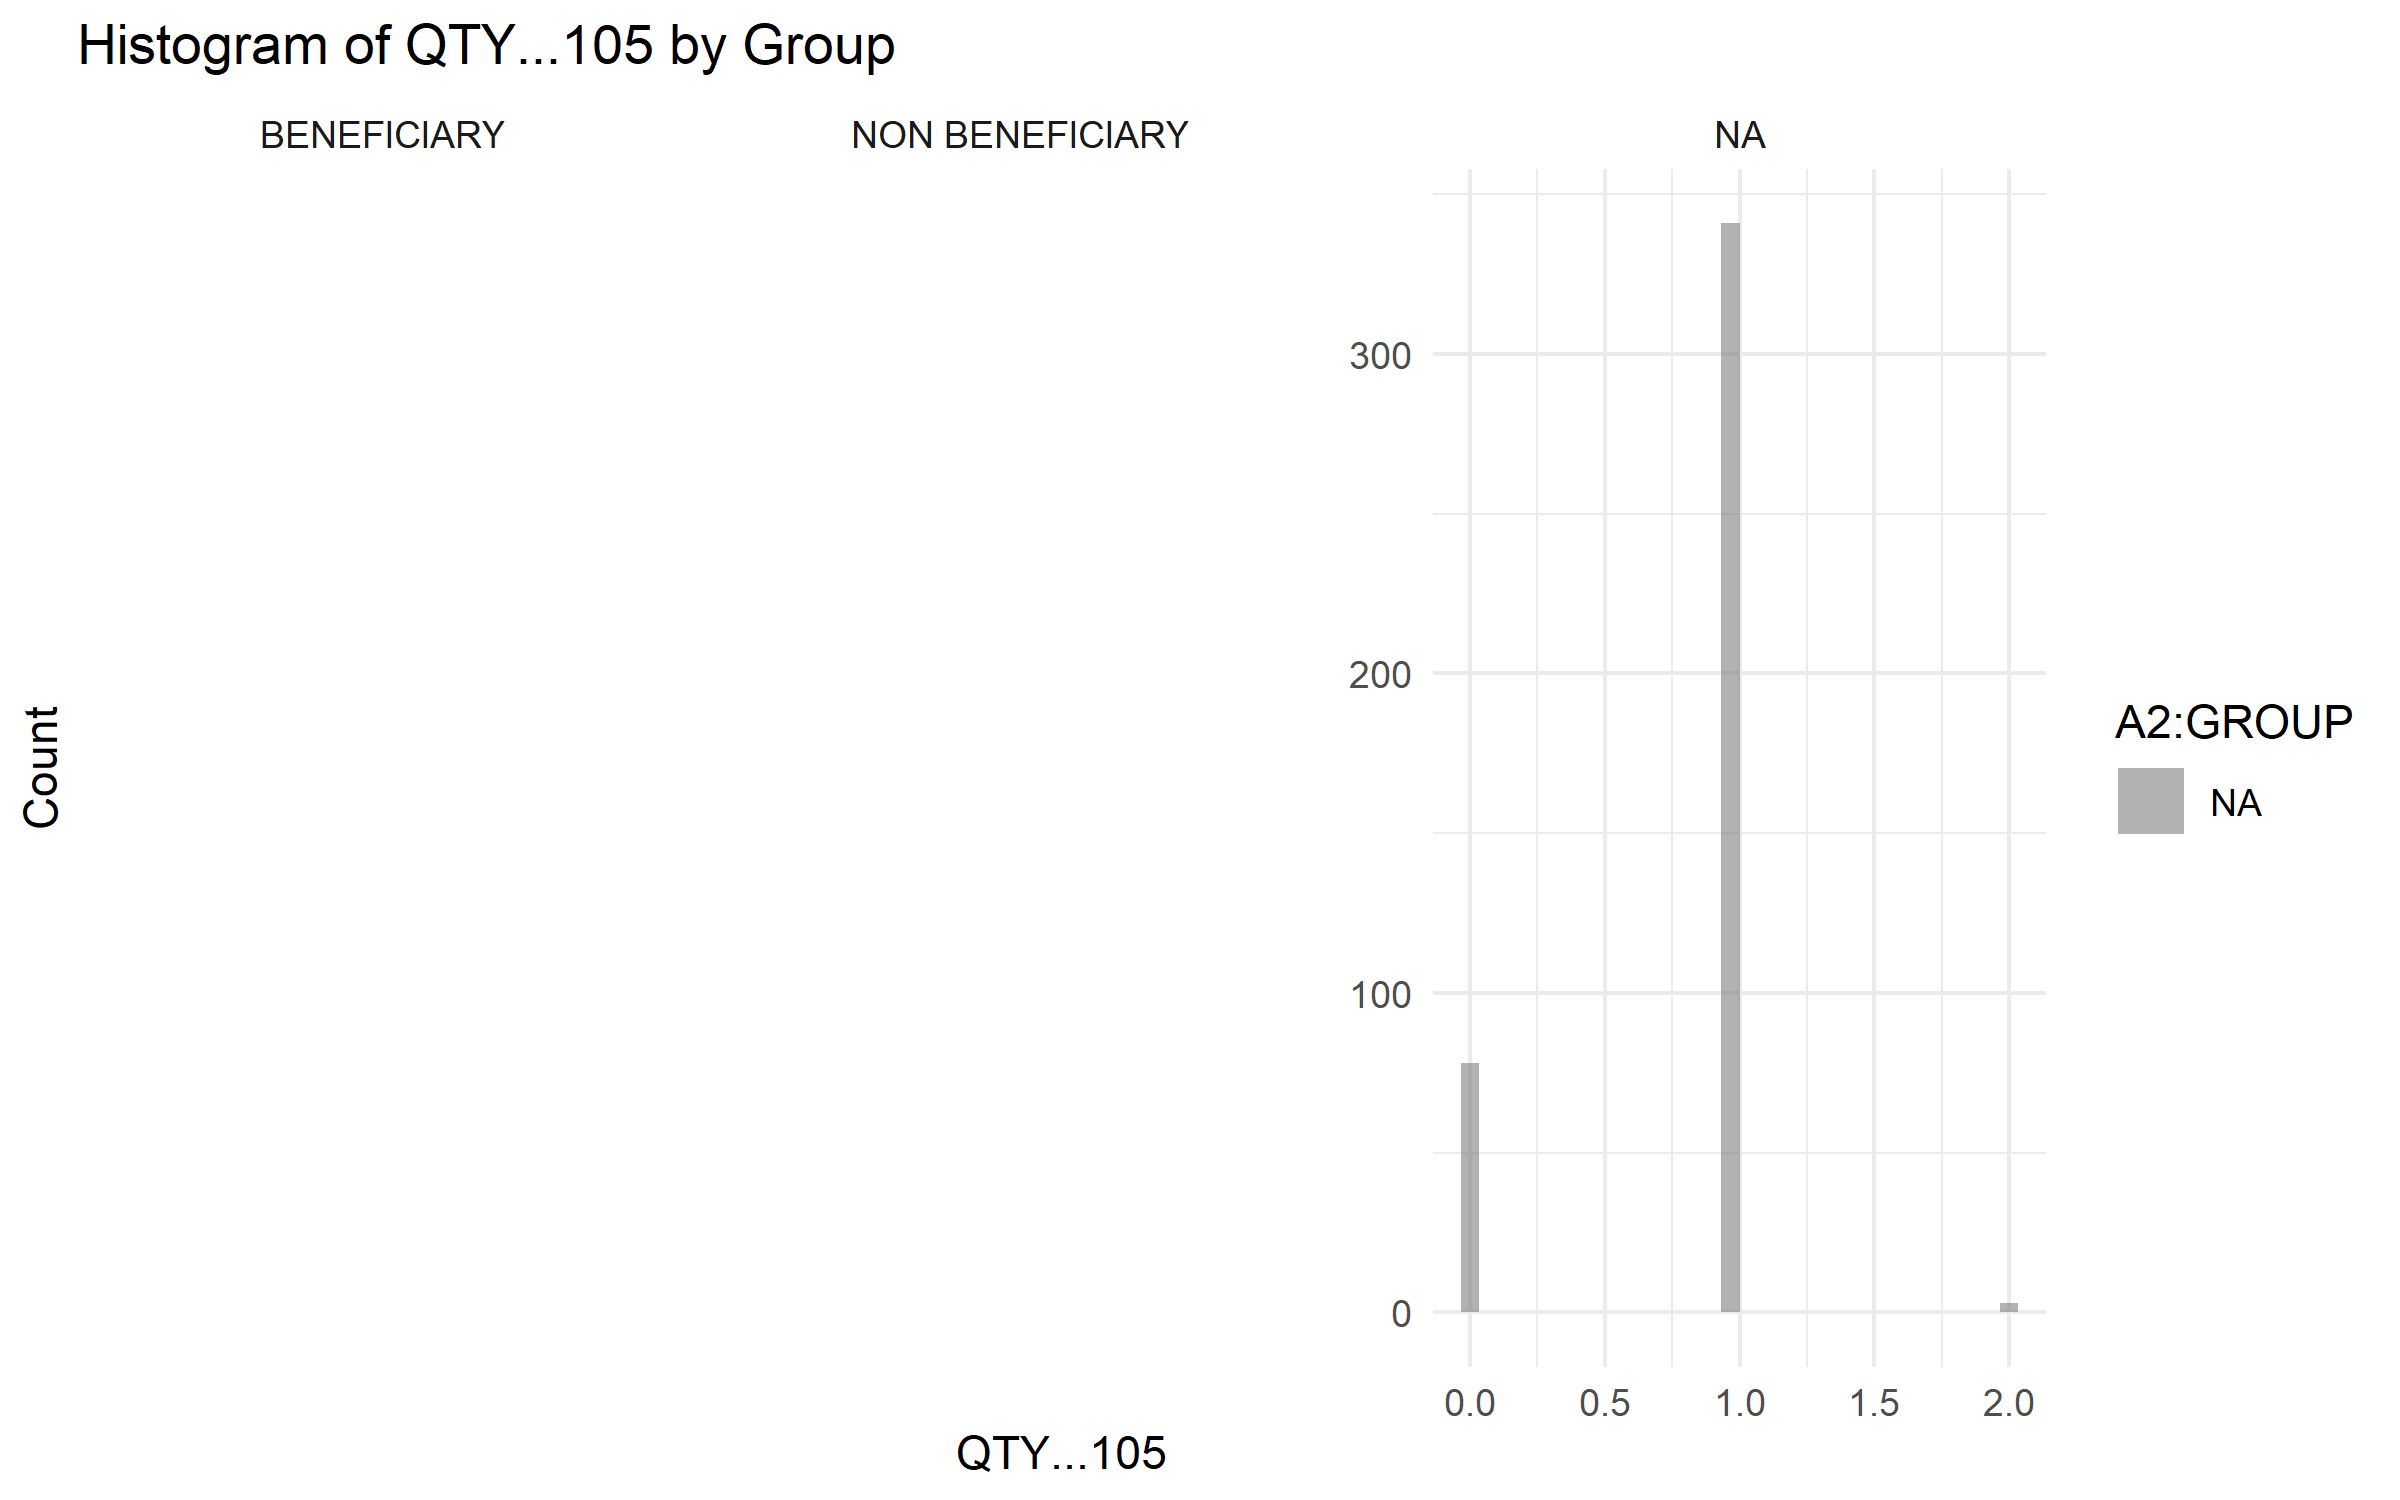 Histogram of QTY...105 by Group
BENEFICIARY
NON BENEFICIARY
NA
300
200
100
0
Count
0.0
0.5
1.0
1.5
2.0
QTY...105
A2:GROUP
NA